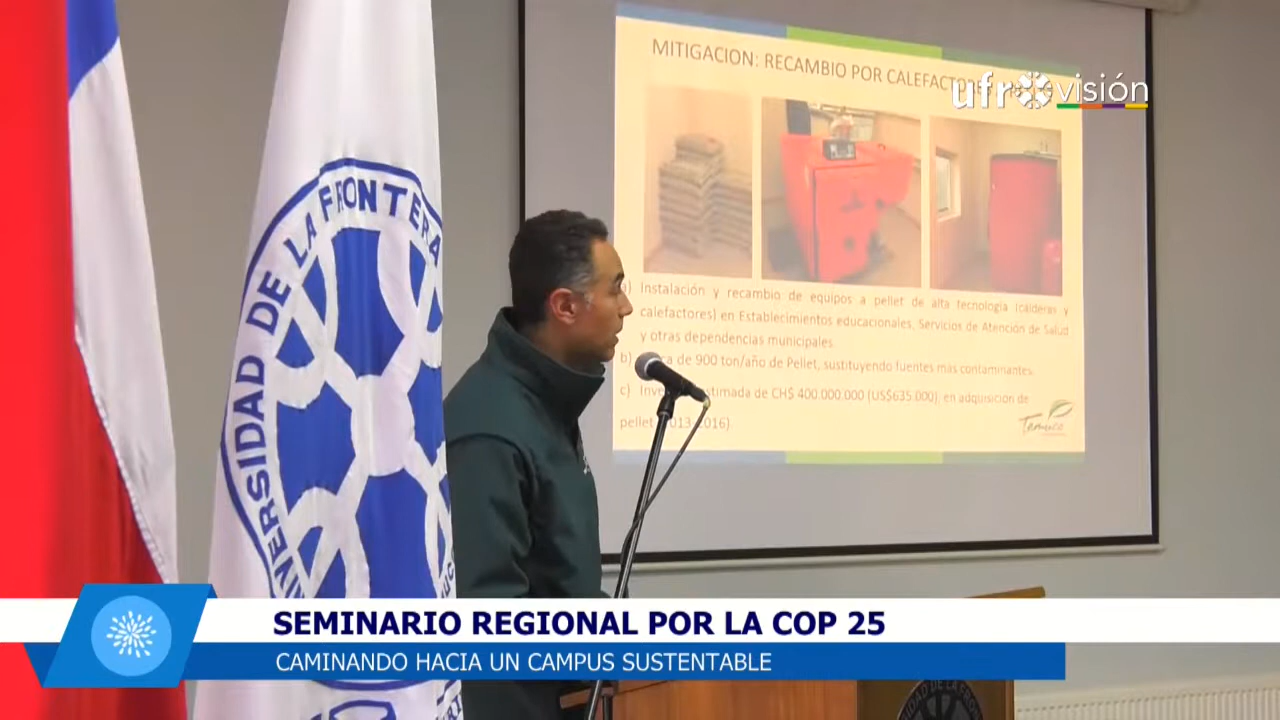 MITIGACION: RECAMBIO POR CALEFACTORES
ufro visión
a) Instalación y recambio de equipos a pellet de alta tecnología (calderas y
calefactores) en Establecimientos educacionales, Servicios de Atención de Salud
y otras dependencias municipales.
b) de 900 ton/año de Pellet, sustituyendo fuentes más contaminantes.
c) estimada de CH$ 400.000.000 (US$635.000), en adquisición de
pellet 2016)
Temuco
UNIVERSIDAD DE LA FRONTERA
SEMINARIO REGIONAL POR LA COP 25
CAMINANDO HACIA UN CAMPUS SUSTENTABLE